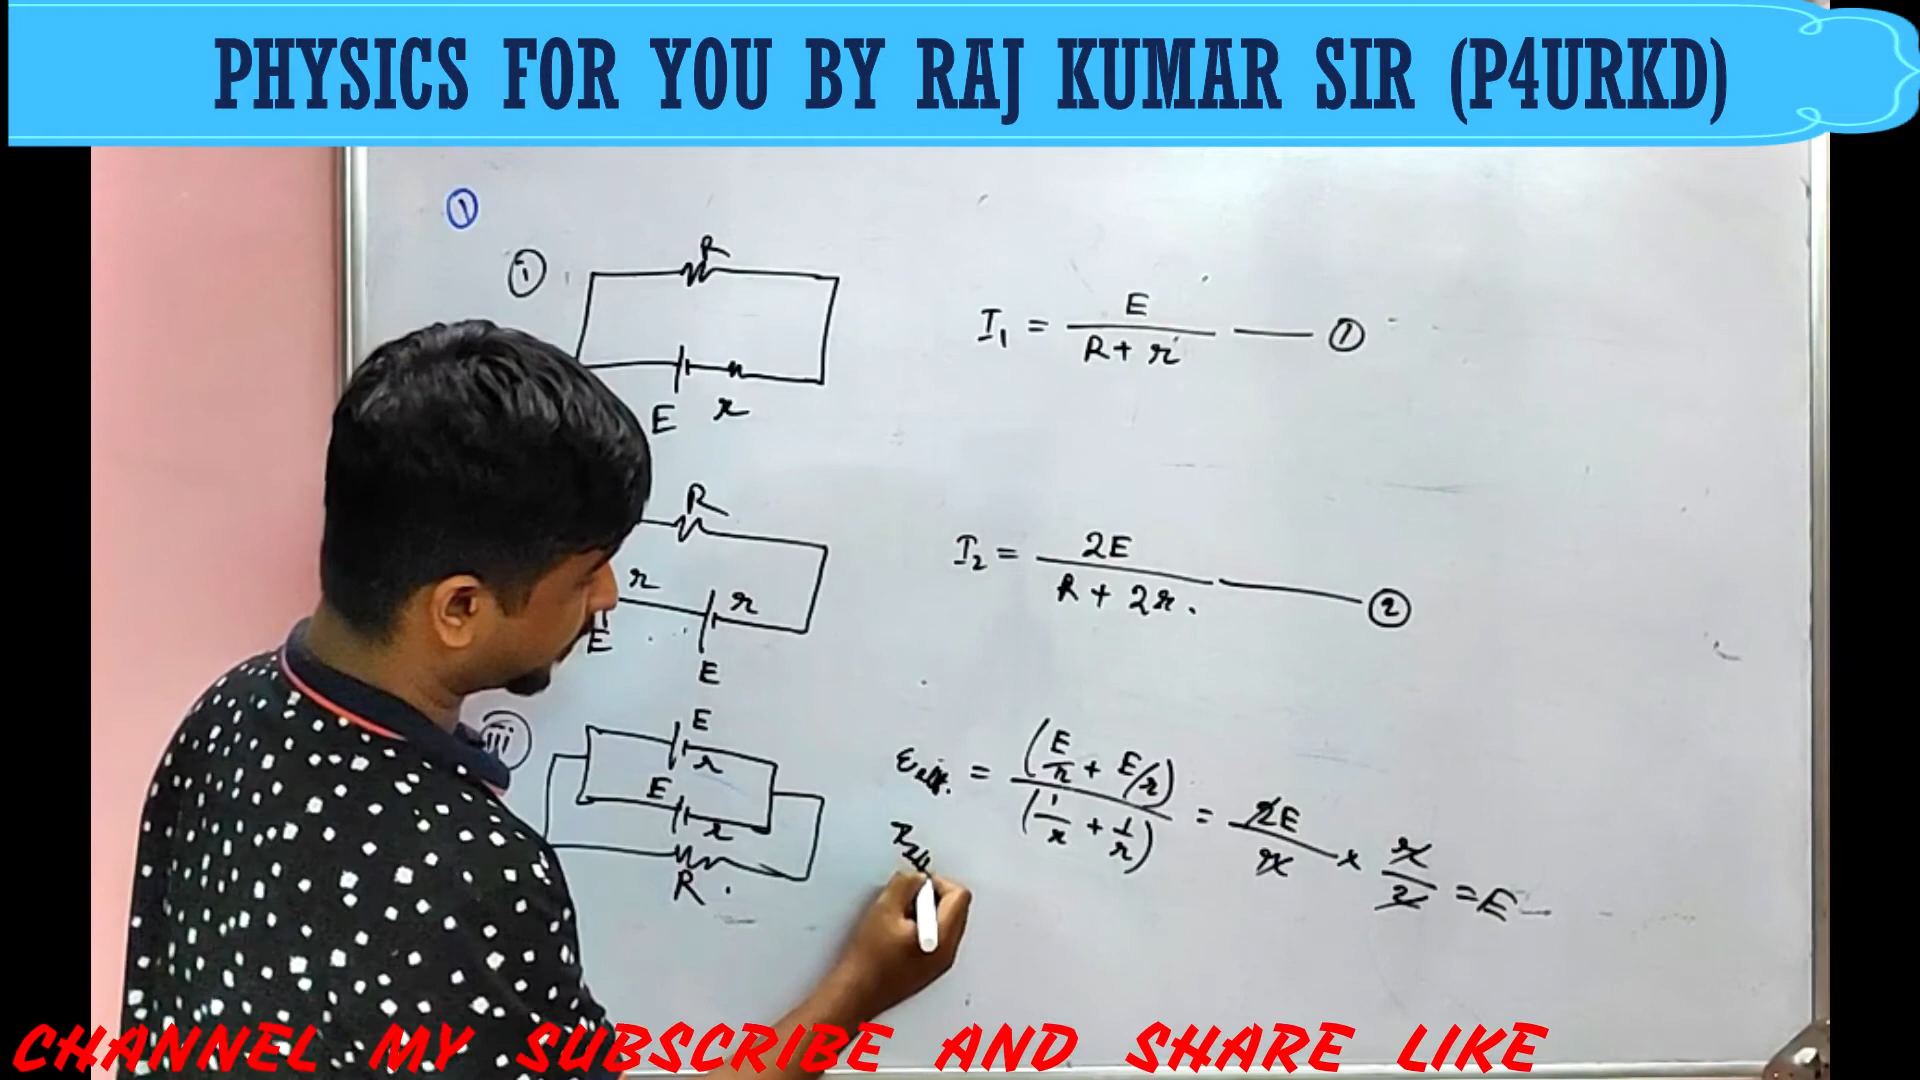 PHYSICS FOR YOU BY RAJ KUMAR SIR (P4URKD)
①
ⓘ
R
E r
I₁ = E / (R + r) — ①
R
r r
E
E
I₂ = 2E / (R + 2r) — ②
iii
E
r
E
r
R
= (E/r + E/r) / (1/r + 1/r) = 2E/r × r/2 = E
CHANNEL MY SUBSCRIBE AND SHARE LIKE